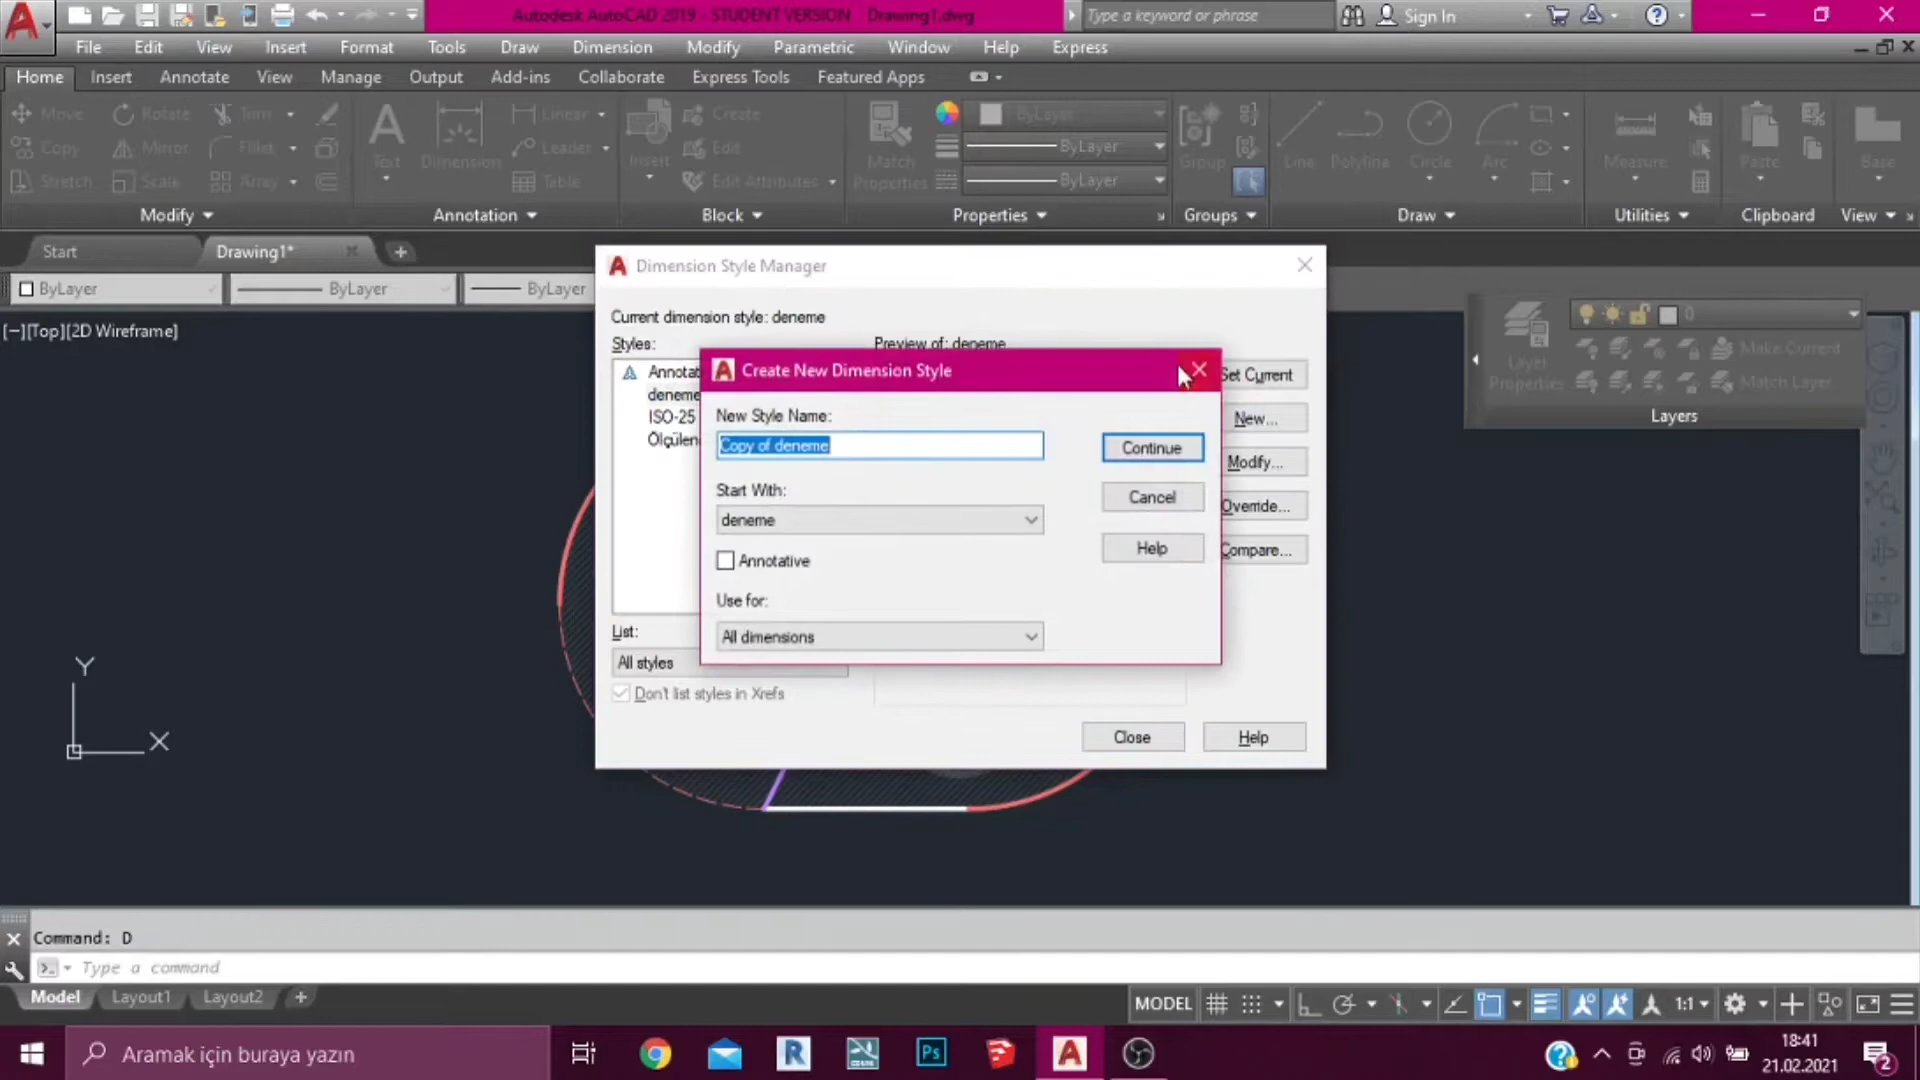 Autodesk AutoCAD 2019 - STUDENT VERSION Drawing1.dwg
Type a keyword or phrase
Sign In
File Edit View Insert Format Tools Draw Dimension Modify Parametric Window Help Express
Home Insert Annotate View Manage Output Add-ins Collaborate Express Tools Featured Apps
Move Rotate Trim
Copy Mirror Fillet
Stretch Scale Array
Modify
Text
Dimension
Linear
Leader
Table
Annotation
Insert
Create
Edit
Edit Attributes
Block
Match
Properties
ByLayer
ByLayer
ByLayer
Properties
Group
Groups
Line Polyline Circle Arc
Draw
Measure
Utilities
Paste
Clipboard
Base
View
Start Drawing1*
ByLayer ByLayer ByLayer
[−][Top][2D Wireframe]
Layer
Properties
0
Make Current
Match Layer
Layers
Dimension Style Manager
Current dimension style: deneme
Styles:
Preview of: deneme
Annotat
deneme
ISO-25
Ölçülen
Set Current
New...
Modify...
Override...
Compare...
List:
All styles
Don't list styles in Xrefs
Close Help
Create New Dimension Style
New Style Name:
Copy of deneme
Continue
Start With:
deneme
Cancel
Help
Annotative
Use for:
All dimensions
Y
X
Command: D
Type a command
Model Layout1 Layout2
MODEL
1:1
Aramak için buraya yazın
18:41
21.02.2021
2